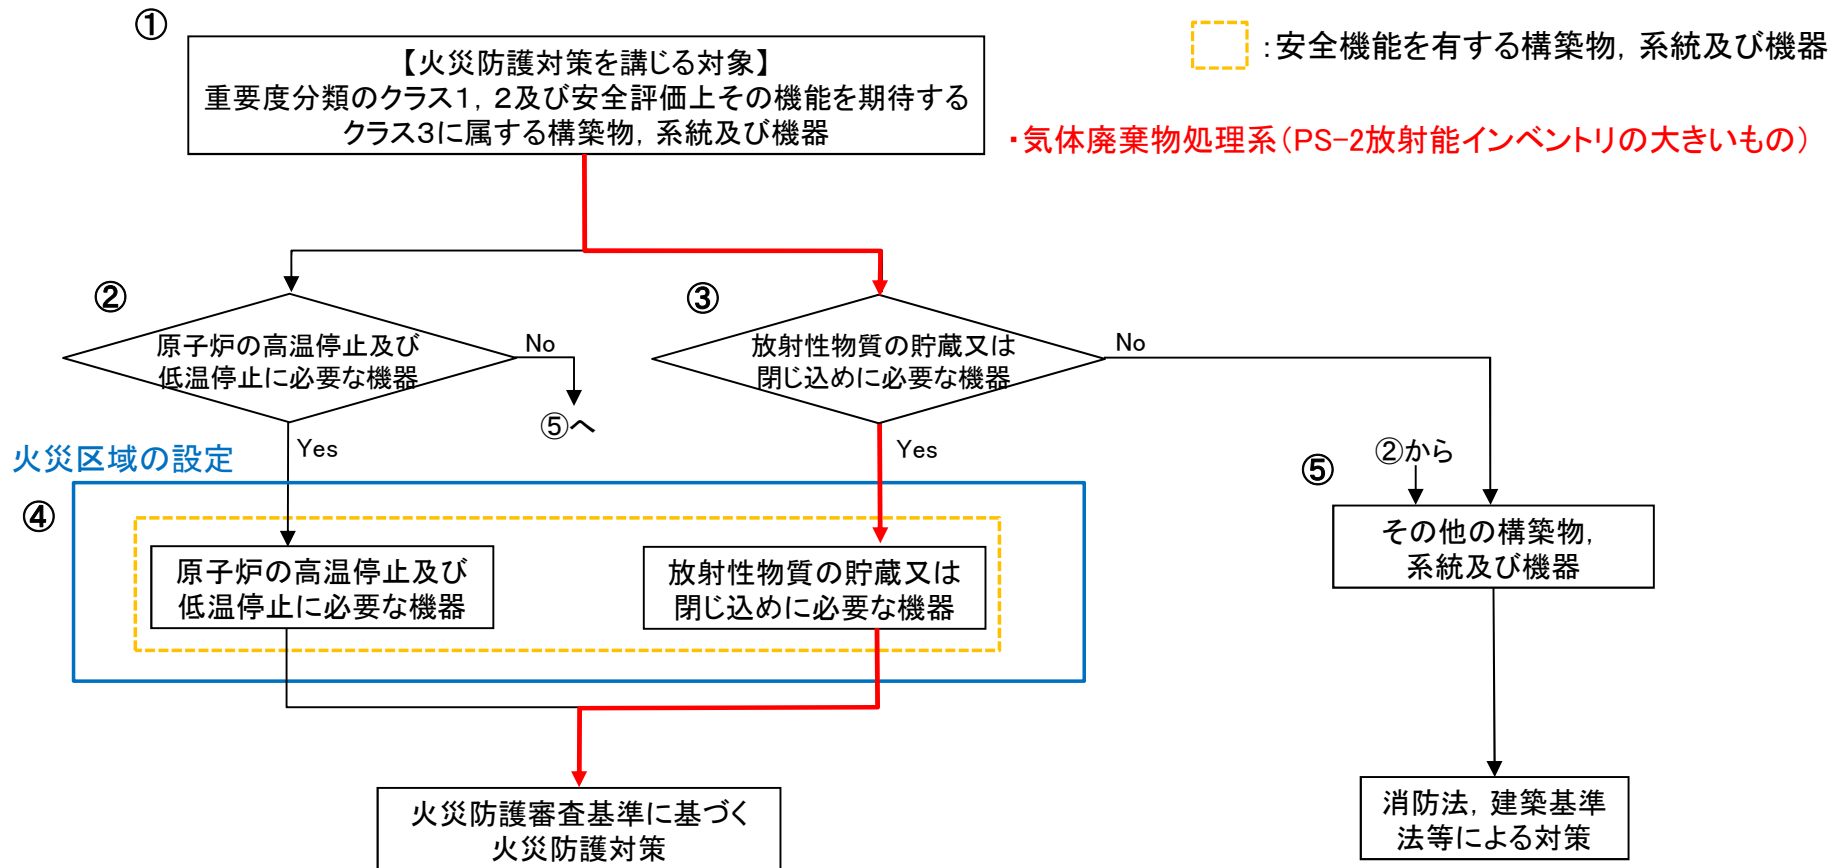 ①
【火災防護対策を講じる対象】
重要度分類のクラス1，2及び安全評価上その機能を期待する
クラス3に属する構築物，系統及び機器
：安全機能を有する構築物，系統及び機器
・気体廃棄物処理系（PS-2放射能インベントリの大きいもの）
②
原子炉の高温停止及び
低温停止に必要な機器
No
⑤へ
Yes
③
放射性物質の貯蔵又は
閉じ込めに必要な機器
No
Yes
火災区域の設定
④
原子炉の高温停止及び
低温停止に必要な機器
放射性物質の貯蔵又は
閉じ込めに必要な機器
②から
⑤
その他の構築物，
系統及び機器
火災防護審査基準に基づく
火災防護対策
消防法，建築基準
法等による対策